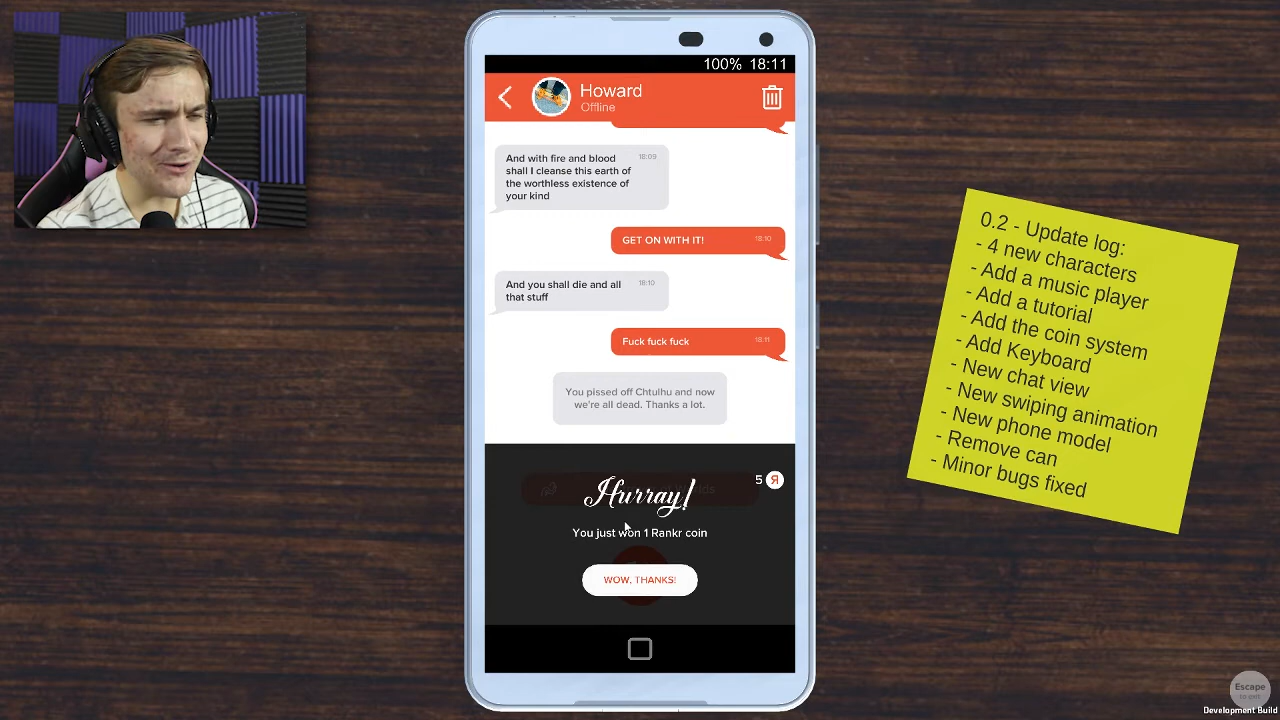 100% 18:11
Howard
Offline
And with fire and blood 18:09
shall I cleanse this earth of
the worthless existence of
your kind
GET ON WITH IT! 18:10
And you shall die and all 18:10
that stuff
Fuck fuck fuck 18:11
You pissed off Chtulhu and now
we're all dead. Thanks a lot.
5 Я
Hurray!
You just won 1 Rankr coin
WOW, THANKS!
0.2 - Update log:
- 4 new characters
- Add a music player
- Add a tutorial
- Add the coin system
- Add Keyboard
- New chat view
- New swiping animation
- New phone model
- Remove can
- Minor bugs fixed
Escape
to quit
Development Build